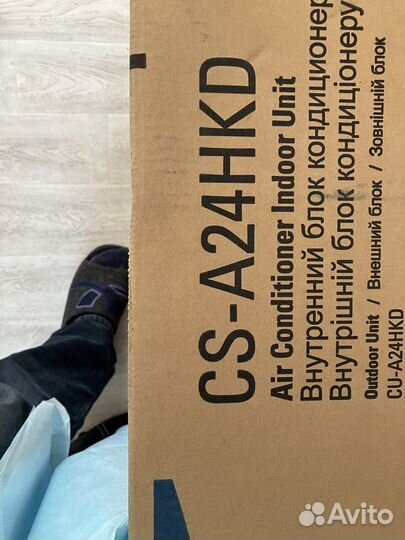 CS-A24HKD
Air Conditioner Indoor Unit
Внутренний блок кондиционер
Внутрішній блок кондиціонеру
Outdoor Unit / Внешний блок / Зовнішній блок
CU-A24HKD
Avito